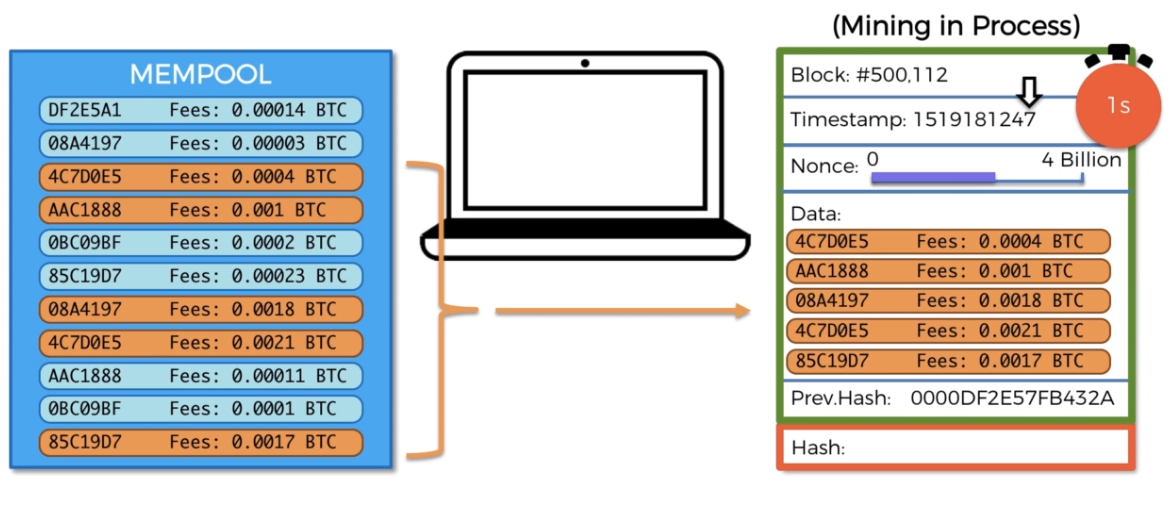 MEMPOOL
DF2E5A1 Fees: 0.00014 BTC
08A4197 Fees: 0.00003 BTC
4C7D0E5 Fees: 0.0004 BTC
AAC1888 Fees: 0.001 BTC
0BC09BF Fees: 0.0002 BTC
85C19D7 Fees: 0.00023 BTC
08A4197 Fees: 0.0018 BTC
4C7D0E5 Fees: 0.0021 BTC
AAC1888 Fees: 0.00011 BTC
0BC09BF Fees: 0.0001 BTC
85C19D7 Fees: 0.0017 BTC
(Mining in Process)
Block: #500,112
1s
Timestamp: 1519181247
Nonce: 0 4 Billion
Data:
4C7D0E5 Fees: 0.0004 BTC
AAC1888 Fees: 0.001 BTC
08A4197 Fees: 0.0018 BTC
4C7D0E5 Fees: 0.0021 BTC
85C19D7 Fees: 0.0017 BTC
Prev.Hash: 0000DF2E57FB432A
Hash: